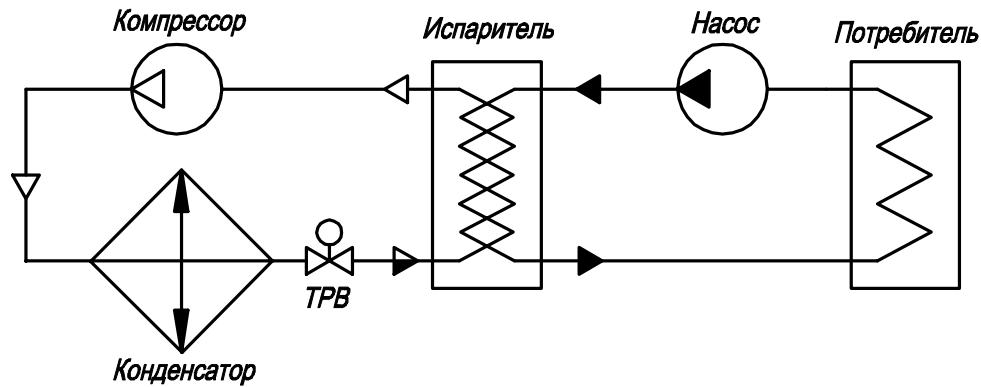 Компрессор
Испаритель
Насос
Потребитель
ТРВ
Конденсатор